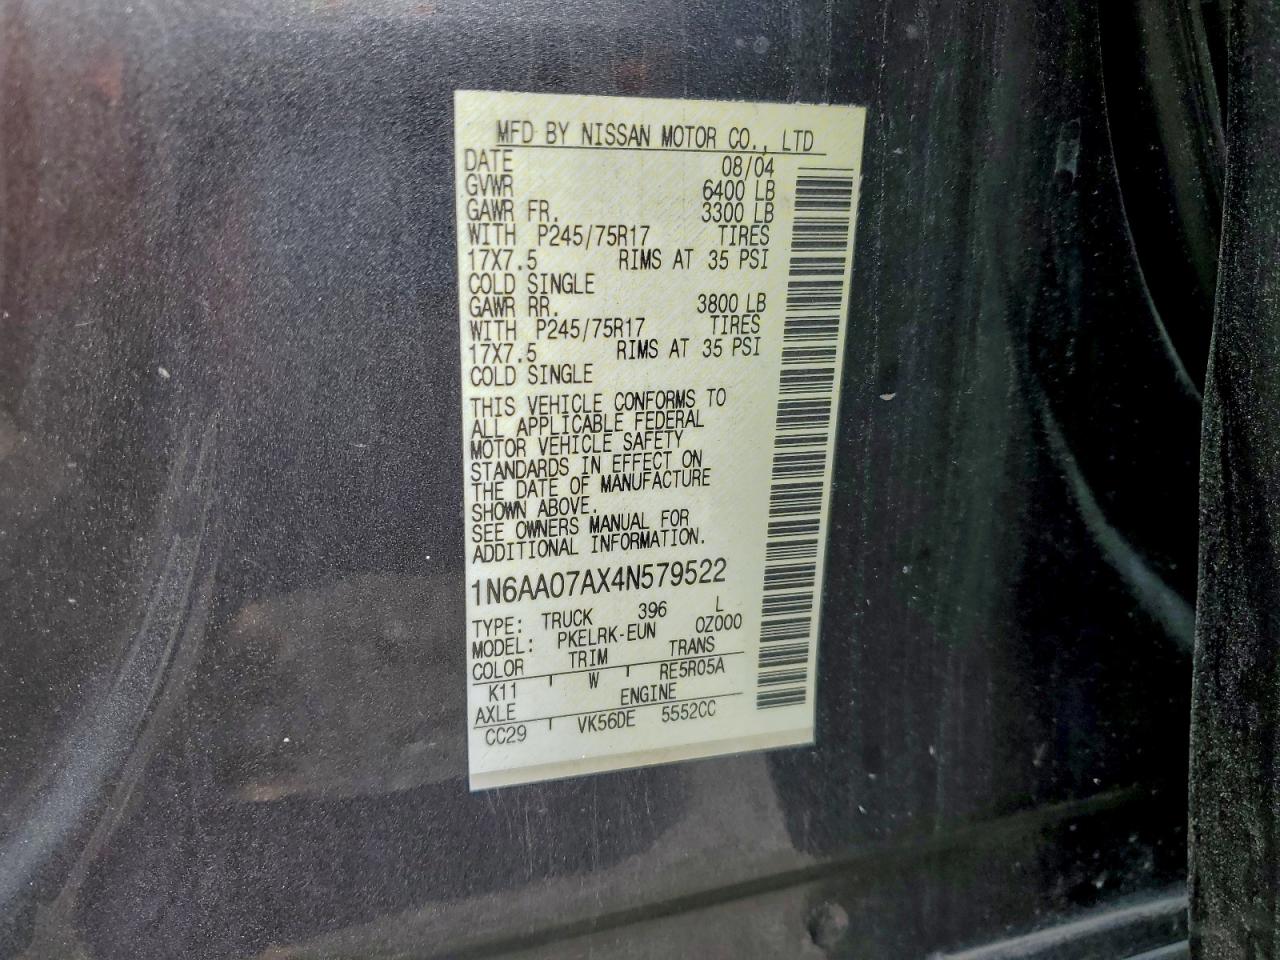 MFD BY NISSAN MOTOR CO., LTD
DATE 08/04
GVWR 6400 LB
GAWR FR. 3300 LB
WITH P245/75R17 TIRES
17X7.5 RIMS AT 35 PSI
COLD SINGLE
GAWR RR. 3800 LB
WITH P245/75R17 TIRES
17X7.5 RIMS AT 35 PSI
COLD SINGLE
THIS VEHICLE CONFORMS TO
ALL APPLICABLE FEDERAL
MOTOR VEHICLE SAFETY
STANDARDS IN EFFECT ON
THE DATE OF MANUFACTURE
SHOWN ABOVE.
SEE OWNERS MANUAL FOR
ADDITIONAL INFORMATION.
1N6AA07AX4N579522
TYPE: TRUCK 396 L
MODEL: PKELRK-EUN 0Z000
COLOR TRIM TRANS
K11 W RE5R05A
AXLE ENGINE
CC29 VK56DE 5552CC